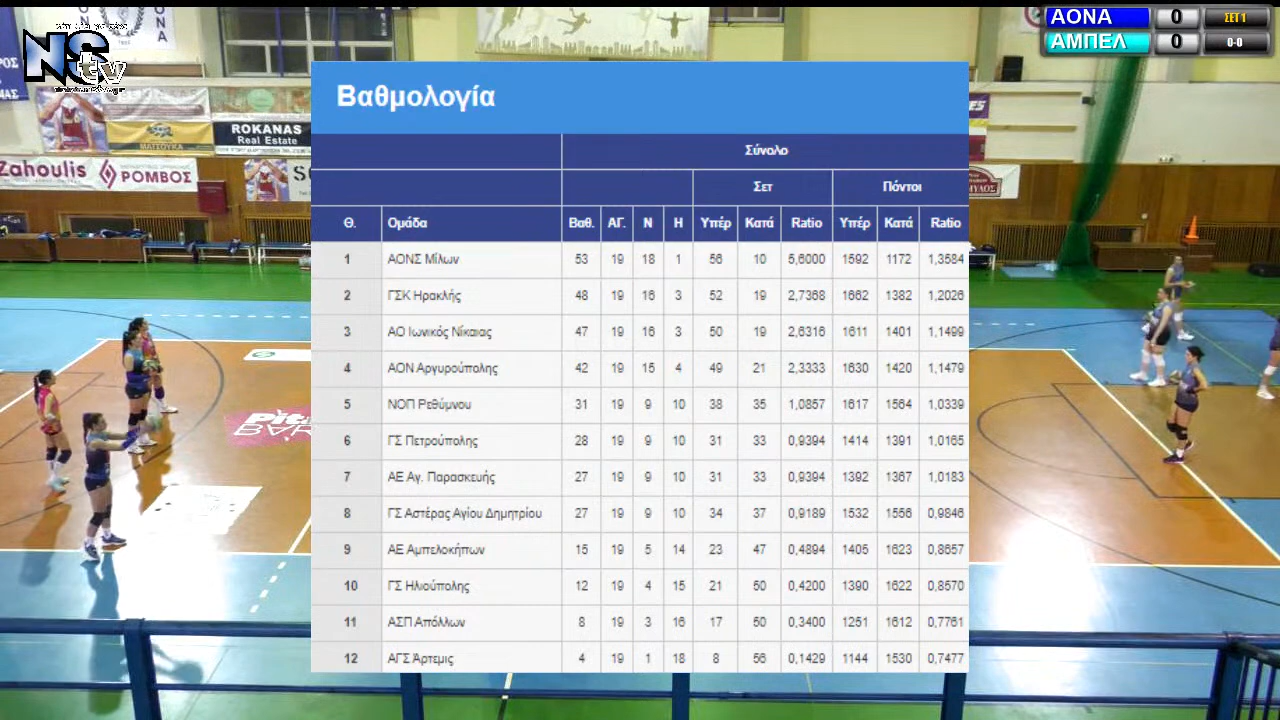 ΑΟΝΑ 0 ΣΕΤ 1
ΑΜΠΕΛ 0 0-0
NS tv
ROKANAS
Real Estate
ΜΑΤΣΟΥΚΑ
Zahoulis
ΡΟΜΒΟΣ
Βαθμολογία
Σύνολο
Σετ Πόντοι
Θ. Ομάδα Βαθ. ΑΓ. Ν Η Υπέρ Κατά Ratio Υπέρ Κατά Ratio
1 ΑΟΝΣ Μίλων 53 19 18 1 56 10 5,6000 1592 1172 1,3584
2 ΓΣΚ Ηρακλής 48 19 16 3 52 19 2,7368 1662 1382 1,2026
3 ΑΟ Ιωνικός Νίκαιας 47 19 16 3 50 19 2,6316 1611 1401 1,1499
4 ΑΟΝ Αργυρούπολης 42 19 15 4 49 21 2,3333 1630 1420 1,1479
5 ΝΟΠ Ρεθύμνου 31 19 9 10 38 35 1,0857 1617 1564 1,0339
6 ΓΣ Πετρούπολης 28 19 9 10 31 33 0,9394 1414 1391 1,0165
7 ΑΕ Αγ. Παρασκευής 27 19 9 10 31 33 0,9394 1392 1367 1,0183
8 ΓΣ Αστέρας Αγίου Δημητρίου 27 19 9 10 34 37 0,9189 1532 1556 0,9846
9 ΑΕ Αμπελοκήπων 15 19 5 14 23 47 0,4894 1405 1623 0,8657
10 ΓΣ Ηλιούπολης 12 19 4 15 21 50 0,4200 1390 1622 0,8570
11 ΑΣΠ Απόλλων 8 19 3 16 17 50 0,3400 1251 1612 0,7761
12 ΑΓΣ Άρτεμις 4 19 1 18 8 56 0,1429 1144 1530 0,7477